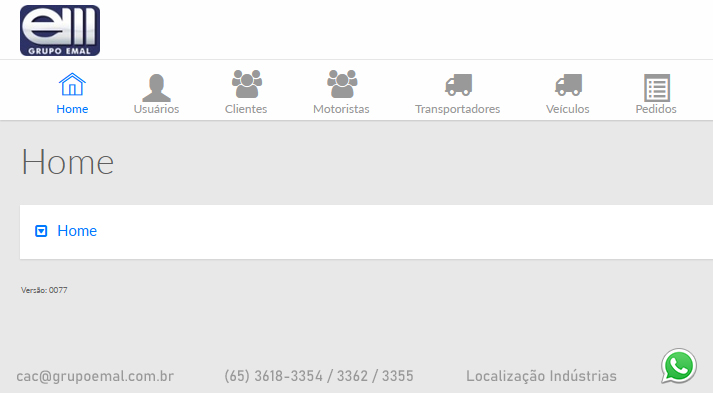 GRUPO EMAL
Home Usuários Clientes Motoristas Transportadores Veículos Pedidos
Home
Home
Versão: 0077
cac@grupoemal.com.br (65) 3618-3354 / 3362 / 3355 Localização Indústrias